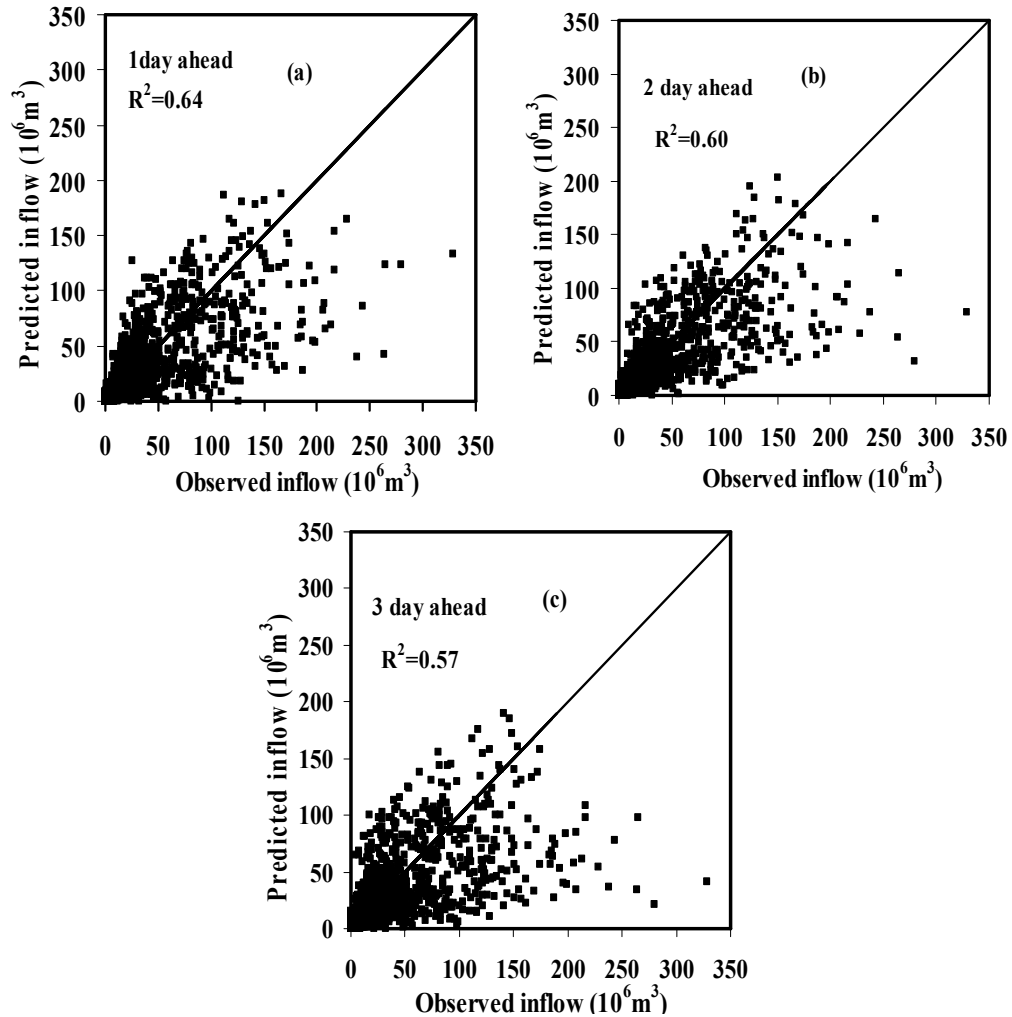 350
300
250
200
150
100
50
0
Predicted inflow (10⁶m³)
1day ahead
R²=0.64
(a)
0 50 100 150 200 250 300 350
Observed inflow (10⁶m³)
350
300
250
200
150
100
50
0
Predicted inflow (10⁶m³)
2 day ahead
R²=0.60
(b)
0 50 100 150 200 250 300 350
Observed inflow (10⁶m³)
350
300
250
200
150
100
50
0
Predicted inflow (10⁶m³)
3 day ahead
R²=0.57
(c)
0 50 100 150 200 250 300 350
Observed inflow (10⁶m³)